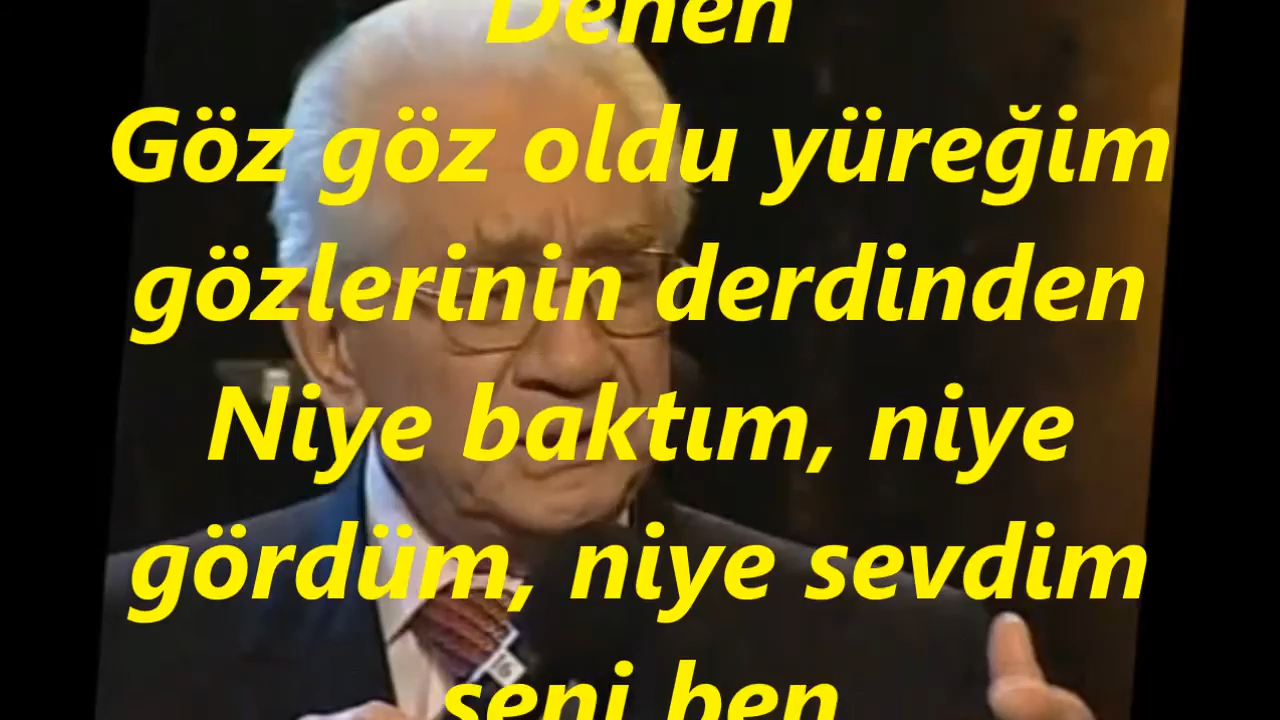 Denen
Göz göz oldu yüreğim
gözlerinin derdinden
Niye baktım, niye
gördüm, niye sevdim
seni ben